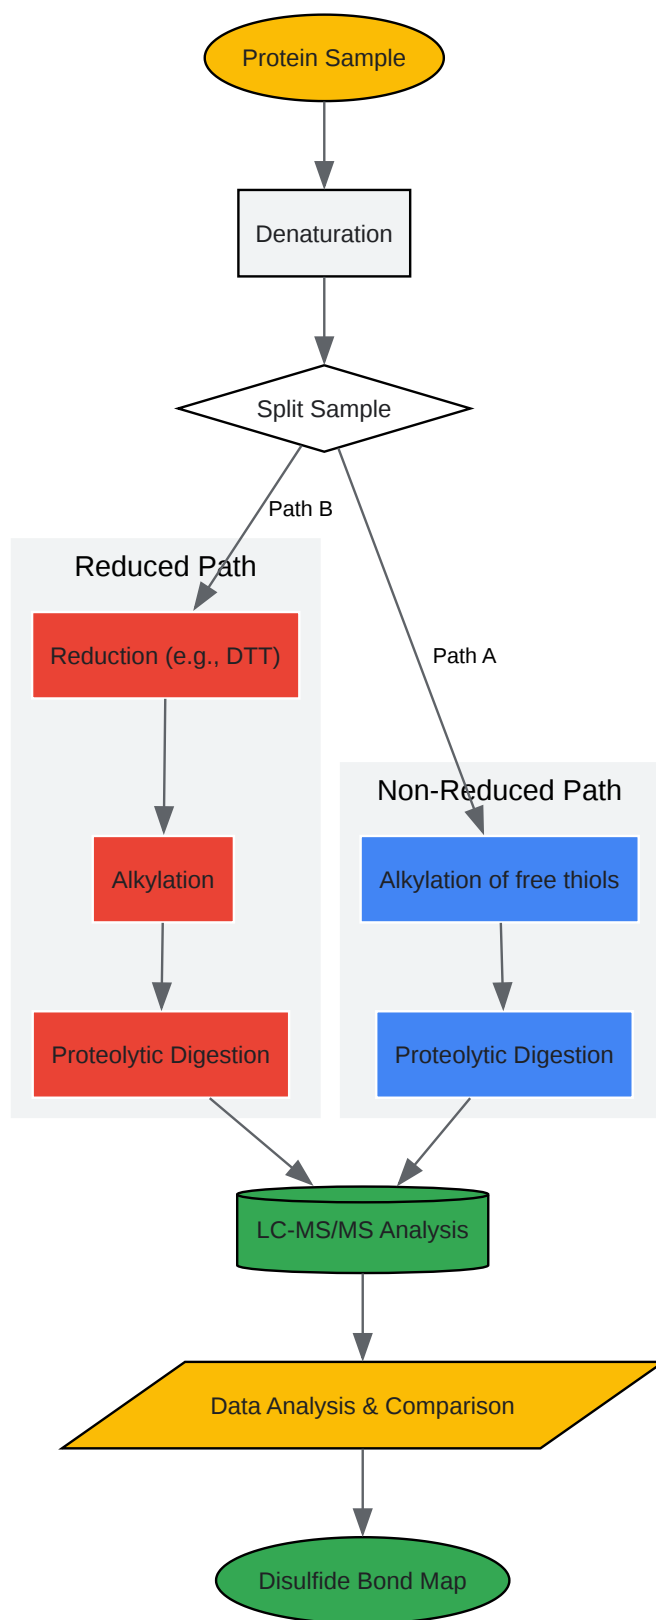 Protein Sample
Denaturation
Split Sample
Path B
Reduced Path
Reduction (e.g., DTT)
Path A
Non-Reduced Path
Alkylation
Alkylation of free thiols
Proteolytic Digestion
Proteolytic Digestion
LC-MS/MS Analysis
Data Analysis & Comparison
Disulfide Bond Map